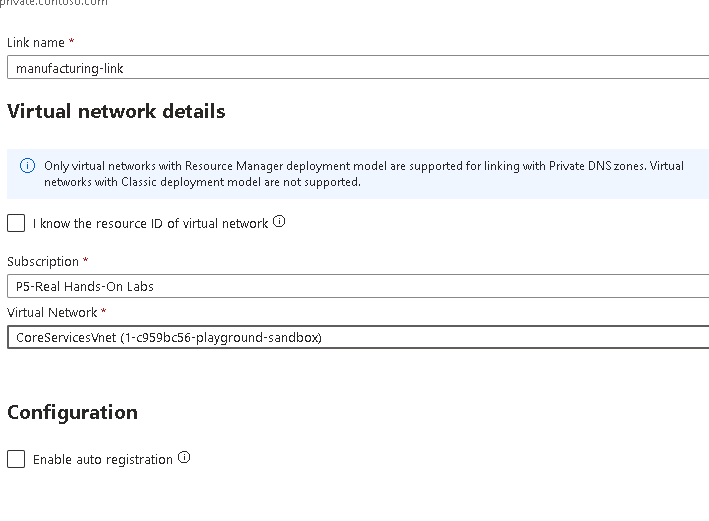 private.contoso.com
Link name *
manufacturing-link
Virtual network details
Only virtual networks with Resource Manager deployment model are supported for linking with Private DNS zones. Virtual
networks with Classic deployment model are not supported.
I know the resource ID of virtual network
Subscription *
P5-Real Hands-On Labs
Virtual Network *
CoreServicesVnet (1-c959bc56-playground-sandbox)
Configuration
Enable auto registration